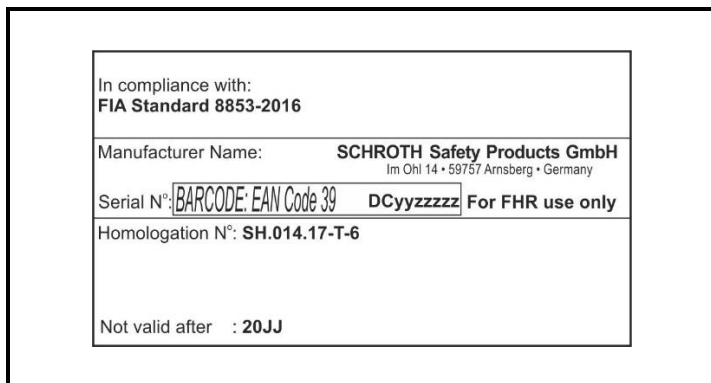 In compliance with:
FIA Standard 8853-2016
Manufacturer Name: SCHROTH Safety Products GmbH
Im Ohl 14 • 59757 Arnsberg • Germany
Serial N°: BARCODE: EAN Code 39 DCyyzzzzz For FHR use only
Homologation N°: SH.014.17-T-6
Not valid after : 20JJ